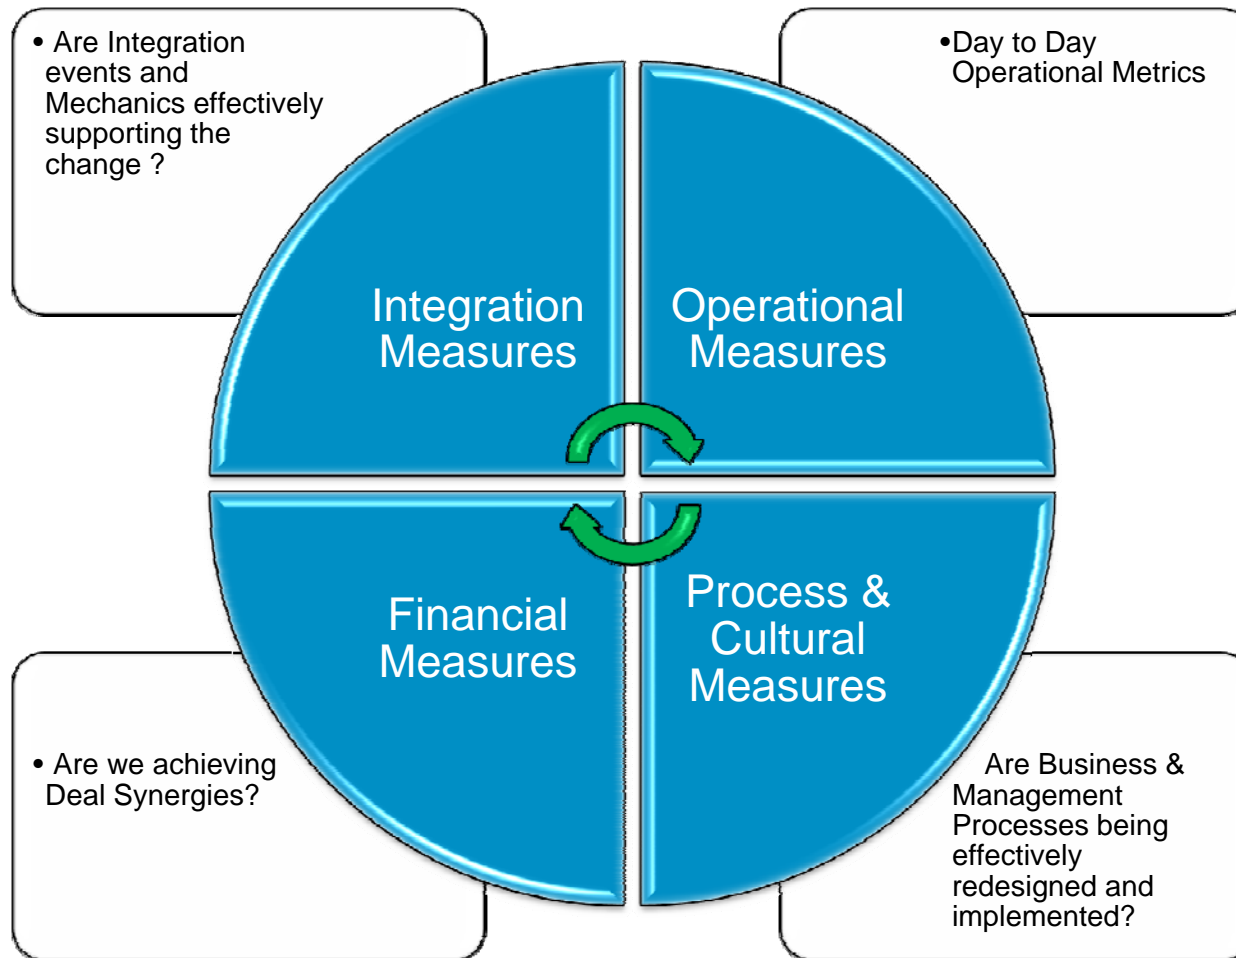 • Are Integration
events and
Mechanics effectively
supporting the
change ?
•Day to Day
Operational Metrics
Integration
Measures
Operational
Measures
Financial
Measures
Process &
Cultural
Measures
• Are we achieving
Deal Synergies?
Are Business &
Management
Processes being
effectively
redesigned and
implemented?